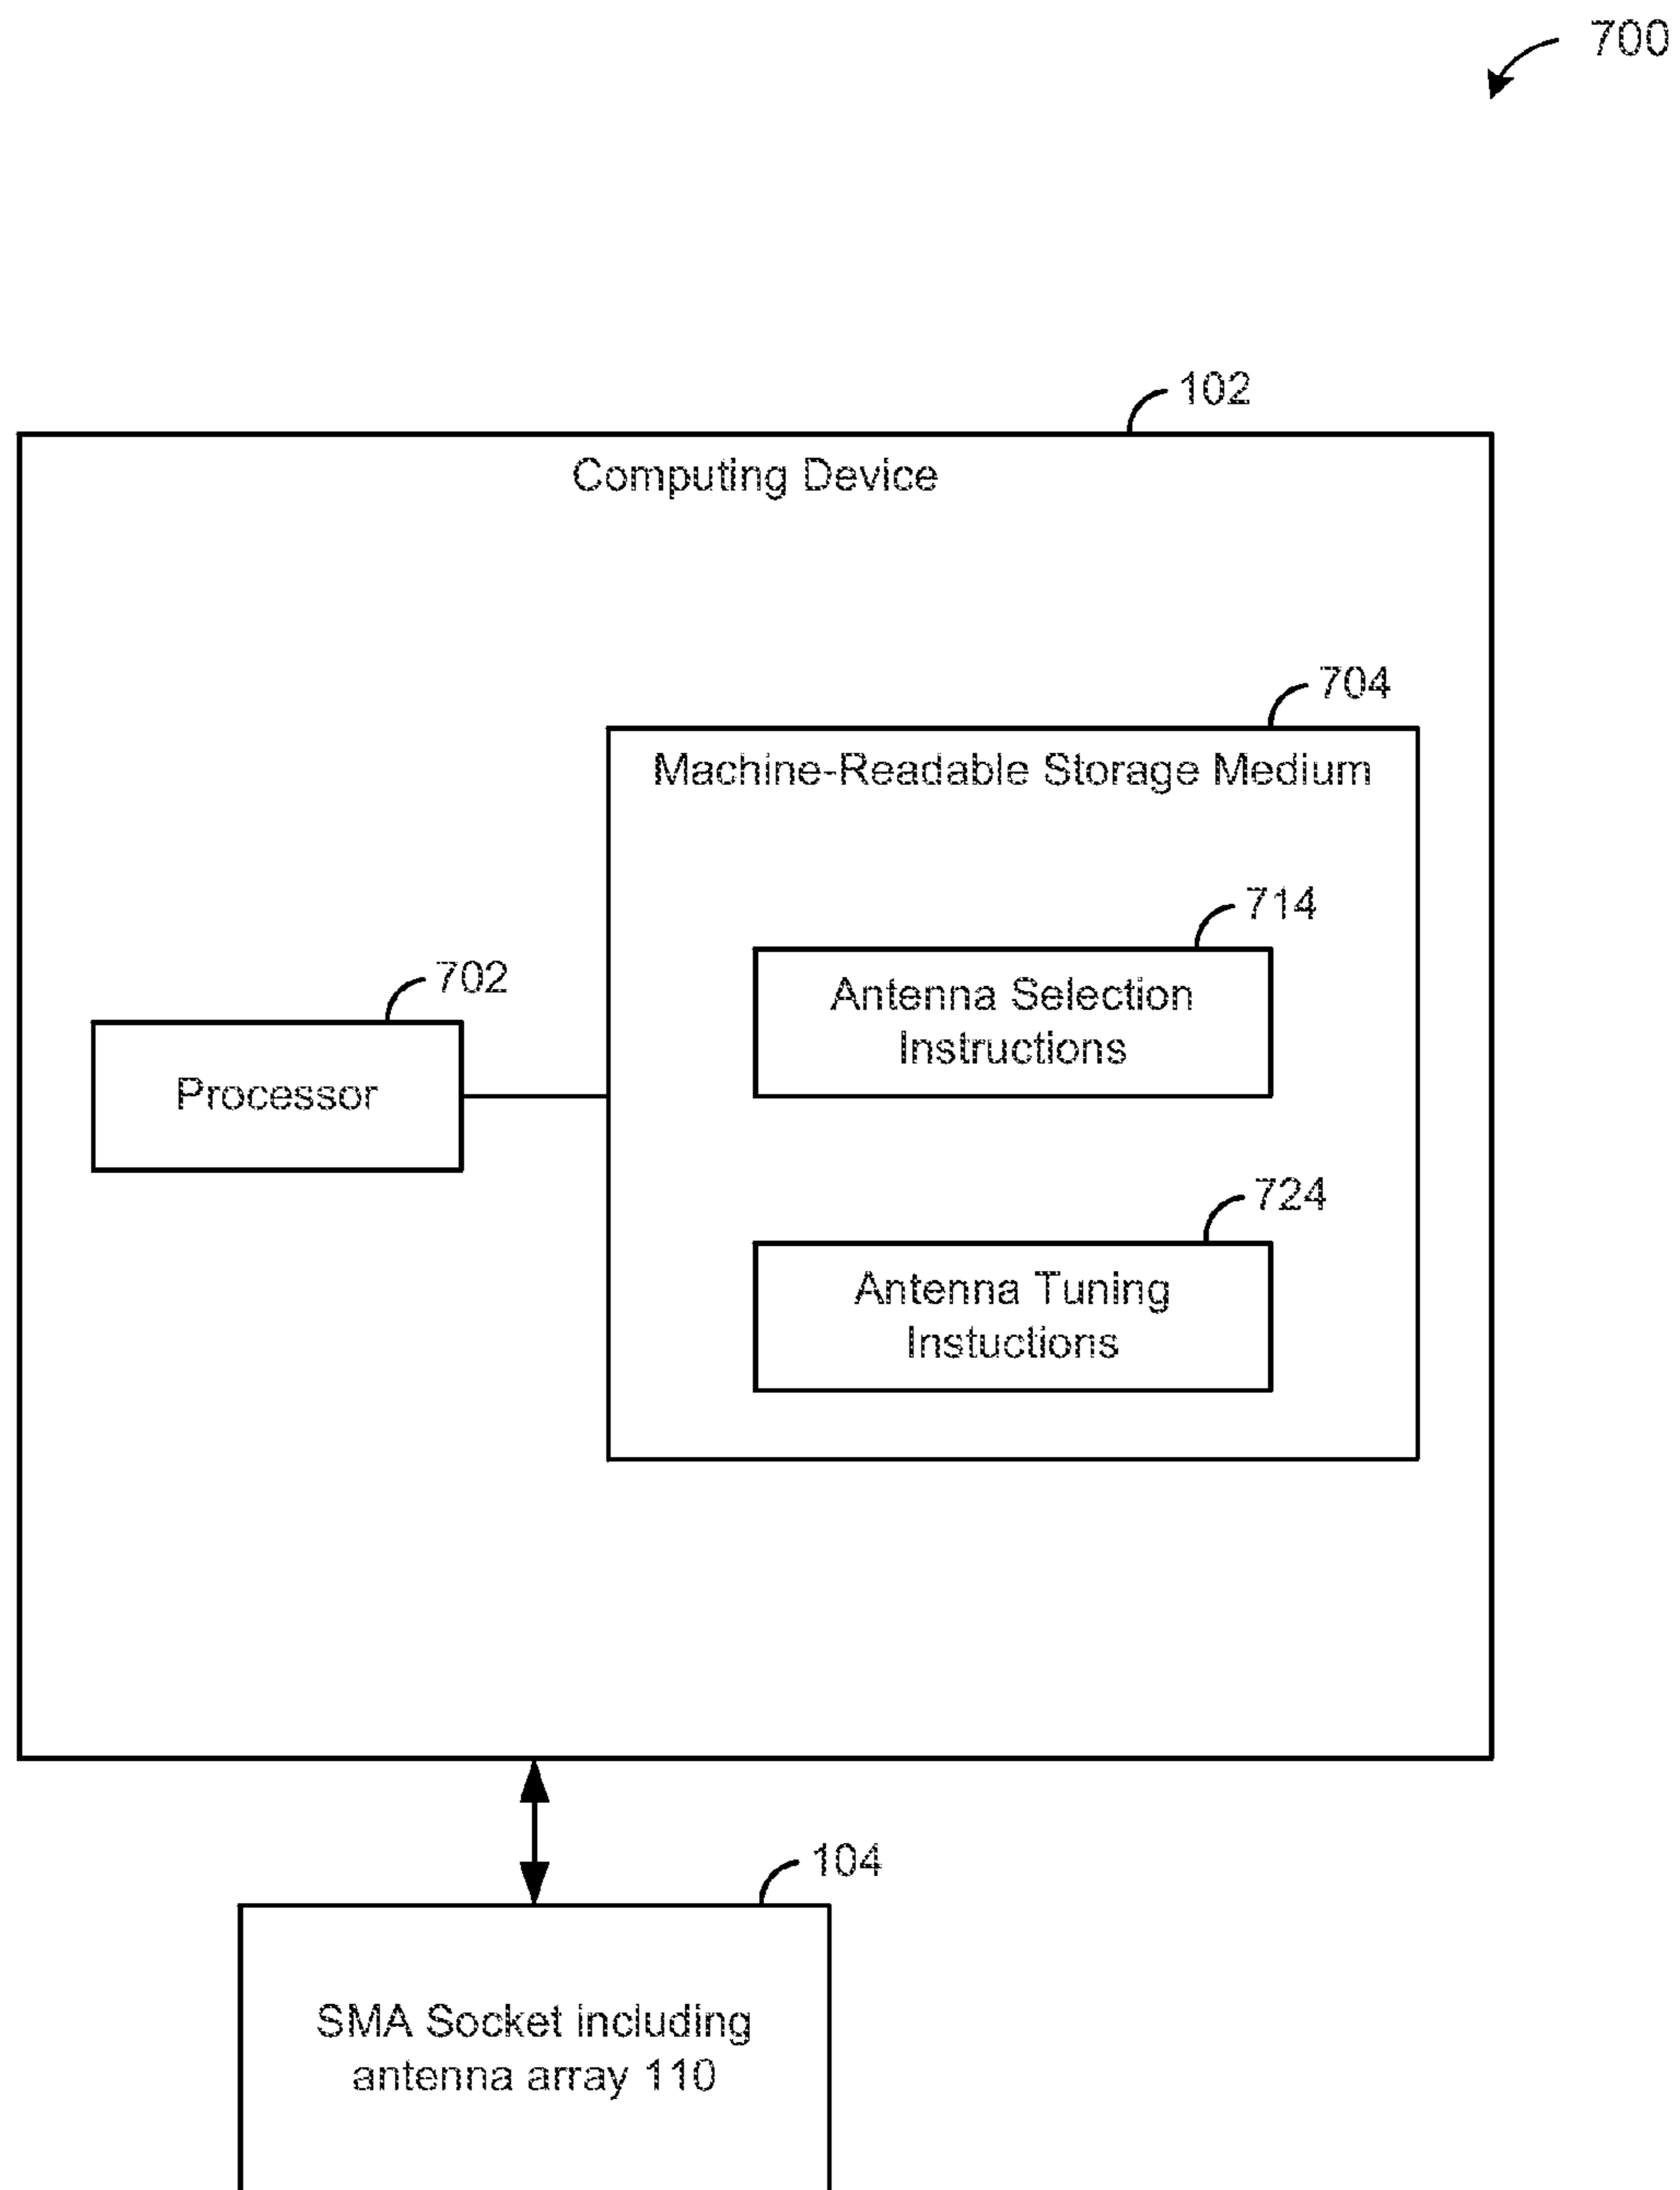 700
102
Computing Device
704
Machine-Readable Storage Medium
714
Antenna Selection
Instructions
702
Processor
724
Antenna Tuning
Instuctions
104
SMA Socket including
antenna array 110